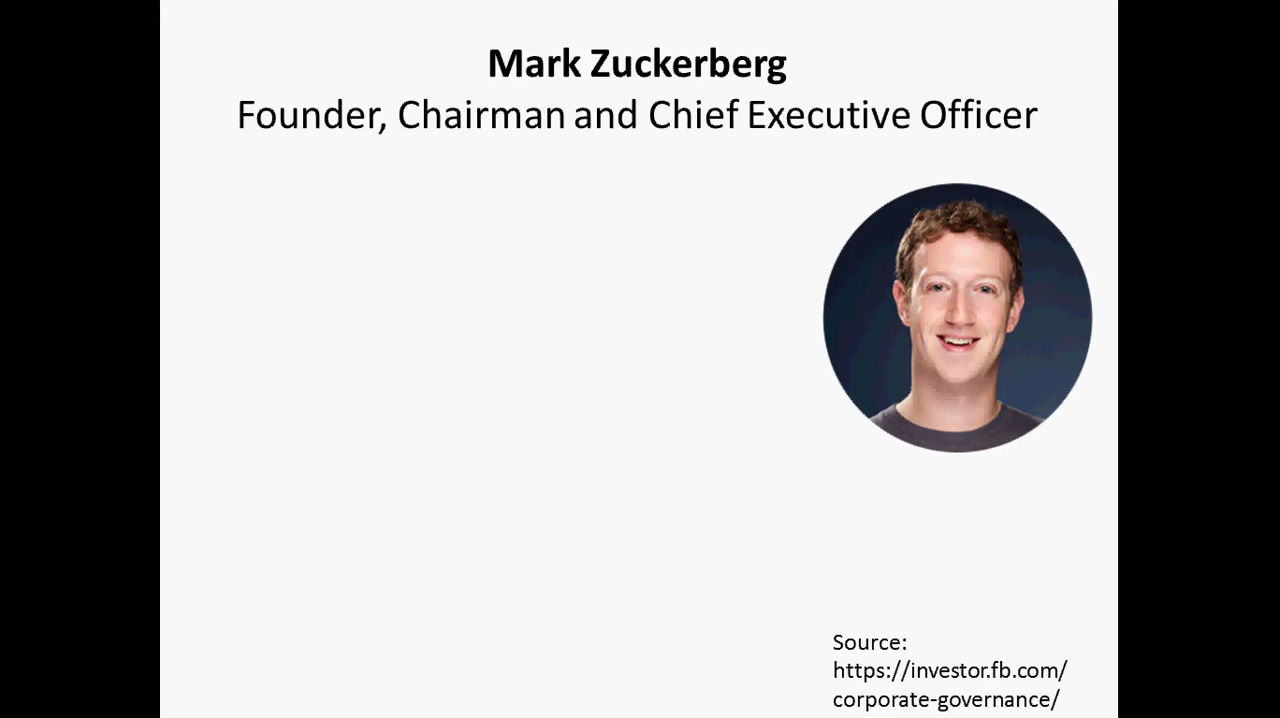 Mark Zuckerberg
Founder, Chairman and Chief Executive Officer
Source:
https://investor.fb.com/
corporate-governance/